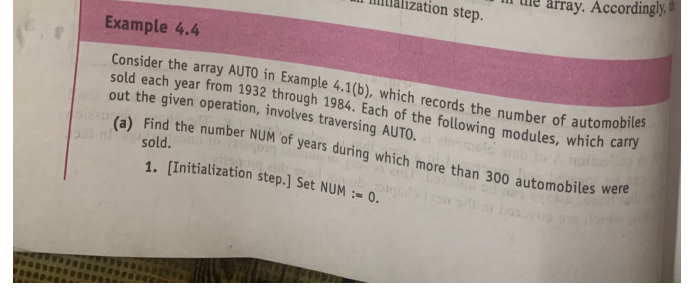 ialization step.
the array. Accordingly,
Example 4.4
Consider the array AUTO in Example 4.1(b), which records the number of automobiles
sold each year from 1932 through 1984. Each of the following modules, which carry
out the given operation, involves traversing AUTO.
(a) Find the number NUM of years during which more than 300 automobiles were
sold.
1. [Initialization step.] Set NUM := 0.